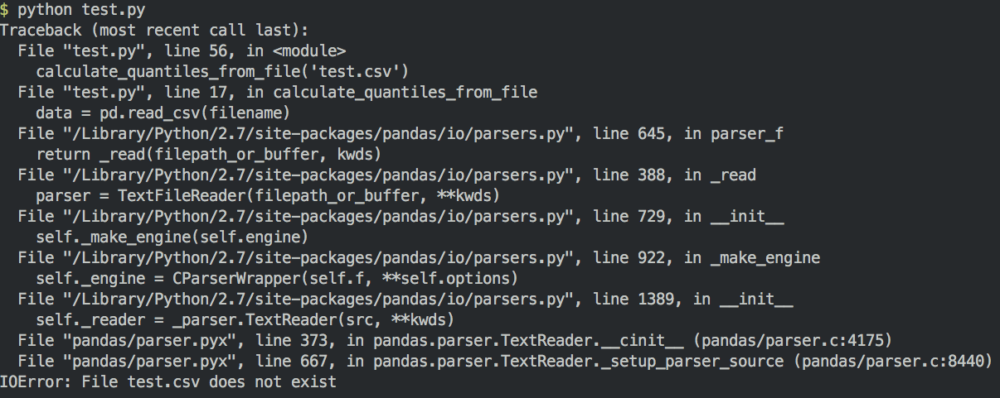 $ python test.py
Traceback (most recent call last):
  File "test.py", line 56, in <module>
    calculate_quantiles_from_file('test.csv')
  File "test.py", line 17, in calculate_quantiles_from_file
    data = pd.read_csv(filename)
  File "/Library/Python/2.7/site-packages/pandas/io/parsers.py", line 645, in parser_f
    return _read(filepath_or_buffer, kwds)
  File "/Library/Python/2.7/site-packages/pandas/io/parsers.py", line 388, in _read
    parser = TextFileReader(filepath_or_buffer, **kwds)
  File "/Library/Python/2.7/site-packages/pandas/io/parsers.py", line 729, in __init__
    self._make_engine(self.engine)
  File "/Library/Python/2.7/site-packages/pandas/io/parsers.py", line 922, in _make_engine
    self._engine = CParserWrapper(self.f, **self.options)
  File "/Library/Python/2.7/site-packages/pandas/io/parsers.py", line 1389, in __init__
    self._reader = _parser.TextReader(src, **kwds)
  File "pandas/parser.pyx", line 373, in pandas.parser.TextReader.__cinit__ (pandas/parser.c:4175)
  File "pandas/parser.pyx", line 667, in pandas.parser.TextReader._setup_parser_source (pandas/parser.c:8440)
IOError: File test.csv does not exist